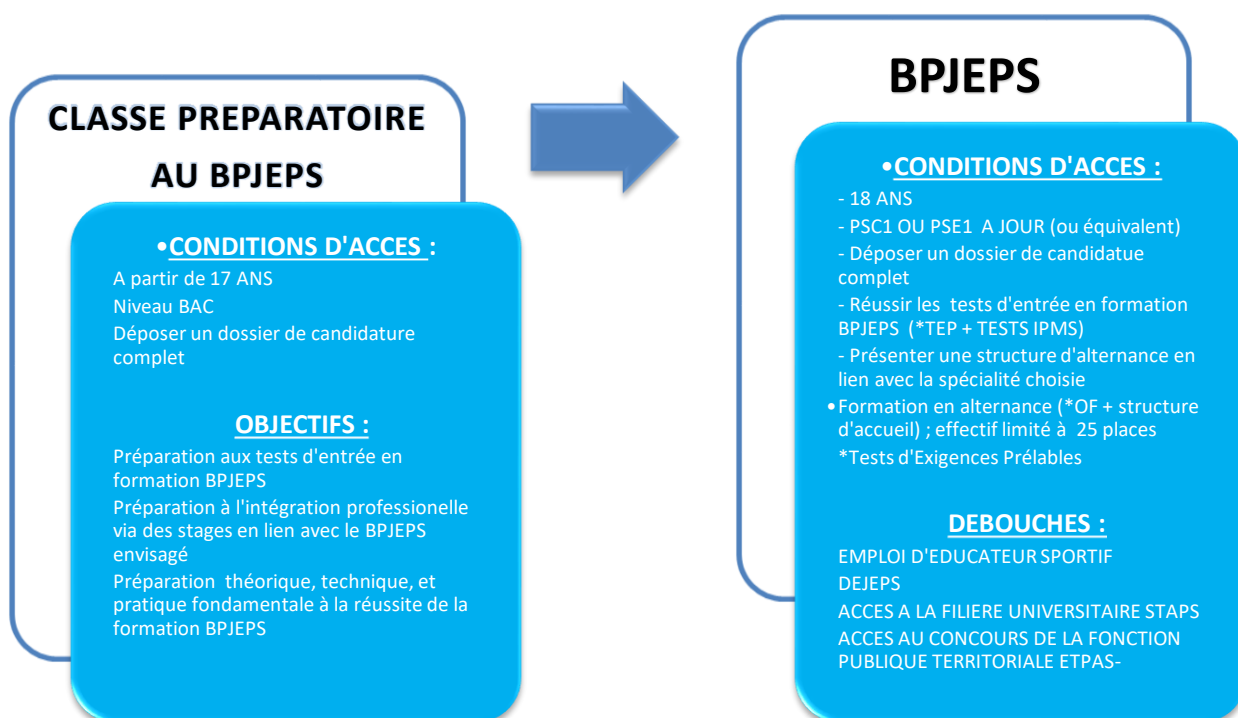 CLASSE PREPARATOIRE
AU BPJEPS
•CONDITIONS D'ACCES :
A partir de 17 ANS
Niveau BAC
Déposer un dossier de candidature
complet
OBJECTIFS :
Préparation aux tests d'entrée en
formation BPJEPS
Préparation à l'intégration professionelle
via des stages en lien avec le BPJEPS
envisagé
Préparation théorique, technique, et
pratique fondamentale à la réussite de la
formation BPJEPS
BPJEPS
•CONDITIONS D'ACCES :
- 18 ANS
- PSC1 OU PSE1 A JOUR (ou équivalent)
- Déposer un dossier de candidatue
complet
- Réussir les tests d'entrée en formation
BPJEPS (*TEP + TESTS IPMS)
- Présenter une structure d'alternance en
lien avec la spécialité choisie
•Formation en alternance (*OF + structure
d'accueil) ; effectif limité à 25 places
*Tests d'Exigences Prélables
DEBOUCHES :
EMPLOI D'EDUCATEUR SPORTIF
DEJEPS
ACCES A LA FILIERE UNIVERSITAIRE STAPS
ACCES AU CONCOURS DE LA FONCTION
PUBLIQUE TERRITORIALE ETPAS-